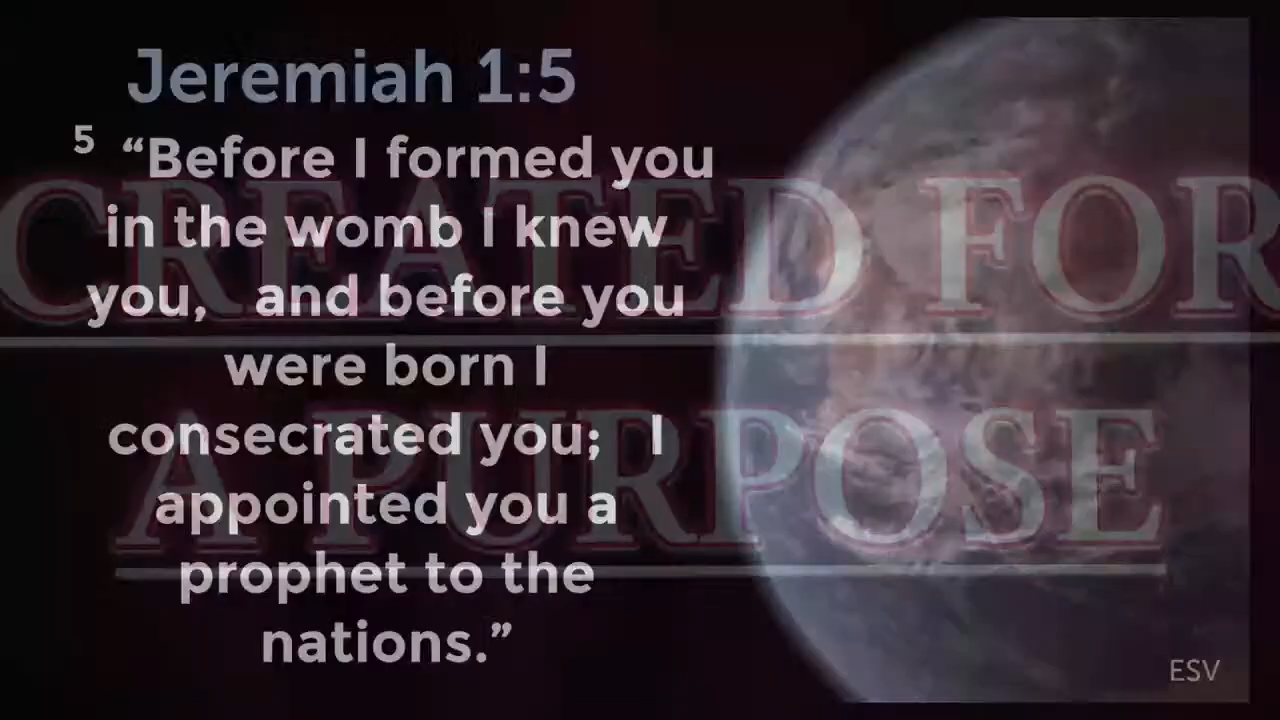 Jeremiah 1:5
5 “Before I formed you
in the womb I knew
you, and before you
were born I
consecrated you; I
appointed you a
prophet to the
nations.”
CREATED FOR
A PURPOSE
ESV